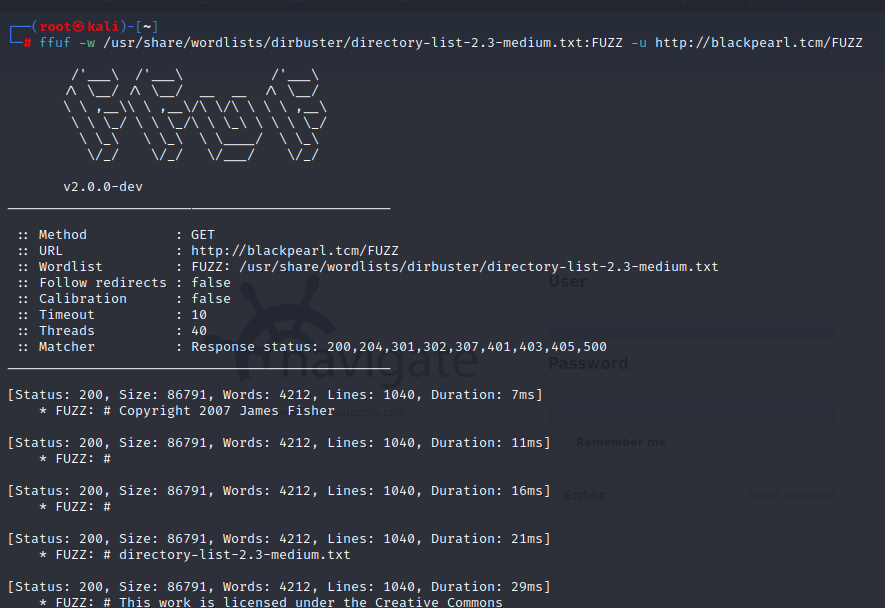 (root㉿kali)-[~]
# ffuf -w /usr/share/wordlists/dirbuster/directory-list-2.3-medium.txt:FUZZ -u http://blackpearl.tcm/FUZZ
v2.0.0-dev
:: Method : GET
:: URL : http://blackpearl.tcm/FUZZ
:: Wordlist : FUZZ: /usr/share/wordlists/dirbuster/directory-list-2.3-medium.txt
:: Follow redirects : false
User
:: Calibration : false
:: Timeout : 10
:: Threads : 40
:: Matcher : Response status: 200,204,301,302,307,401,403,405,500
navigate
Password
[Status: 200, Size: 86791, Words: 4212, Lines: 1040, Duration: 7ms]
* FUZZ: # Copyright 2007 James Fisher
[Status: 200, Size: 86791, Words: 4212, Lines: 1040, Duration: 11ms]
Remember me
* FUZZ: #
[Status: 200, Size: 86791, Words: 4212, Lines: 1040, Duration: 16ms]
Enter
Forgot password?
* FUZZ: #
[Status: 200, Size: 86791, Words: 4212, Lines: 1040, Duration: 21ms]
* FUZZ: # directory-list-2.3-medium.txt
[Status: 200, Size: 86791, Words: 4212, Lines: 1040, Duration: 29ms]
* FUZZ: # This work is licensed under the Creative Commons